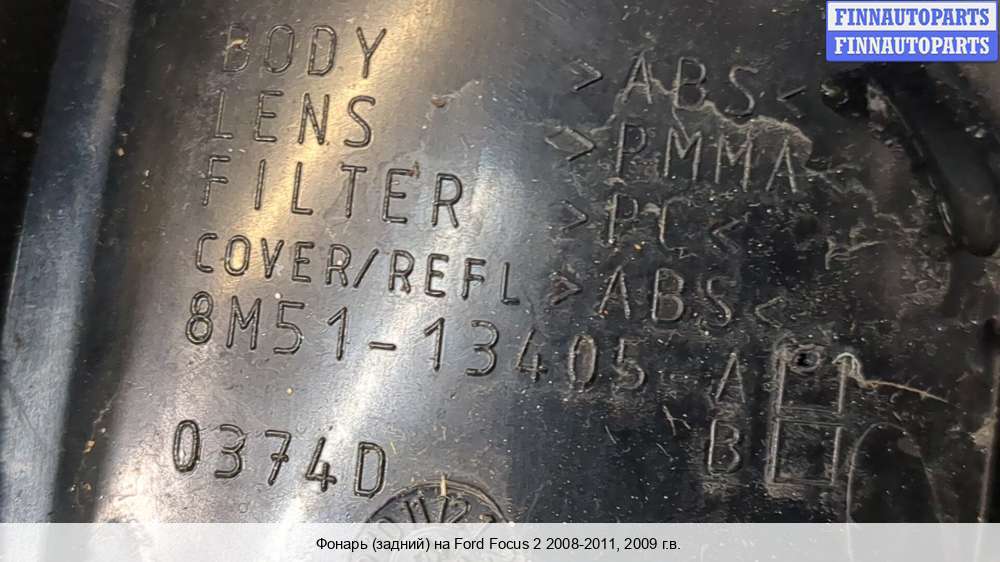 FINNAUTOPARTS
FINNAUTOPARTS
BODY >ABS<
LENS >PMMA
FILTER >PC<
COVER/REFL >ABS<
8M51-13405-A
B
0374D
Фонарь (задний) на Ford Focus 2 2008-2011, 2009 г.в.